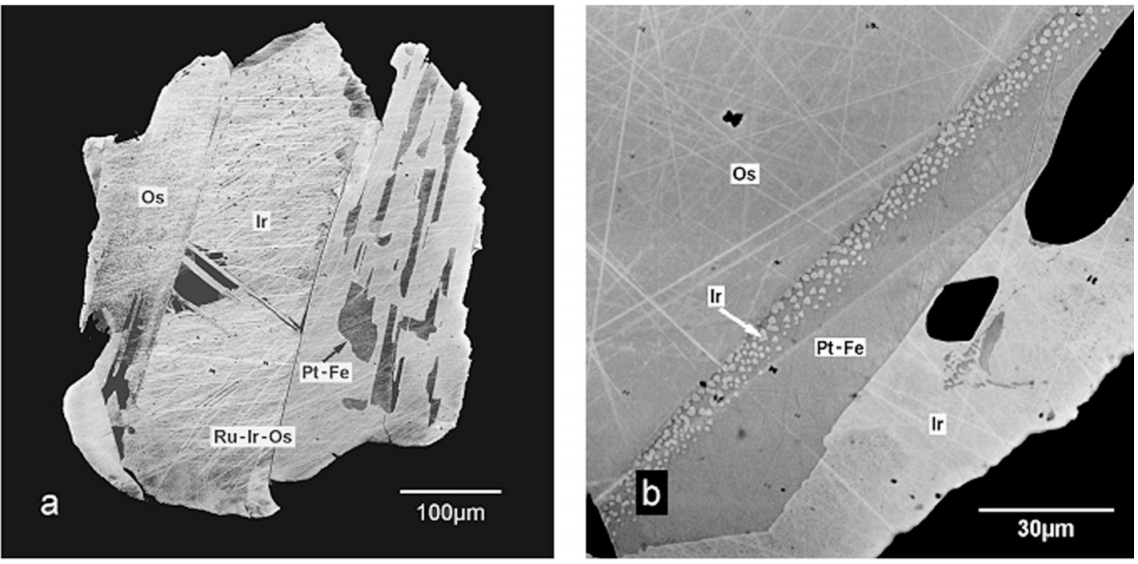 Os
Ir
Pt-Fe
Ru-Ir-Os
a
100µm
Os
Ir
Pt-Fe
Ir
b
30µm